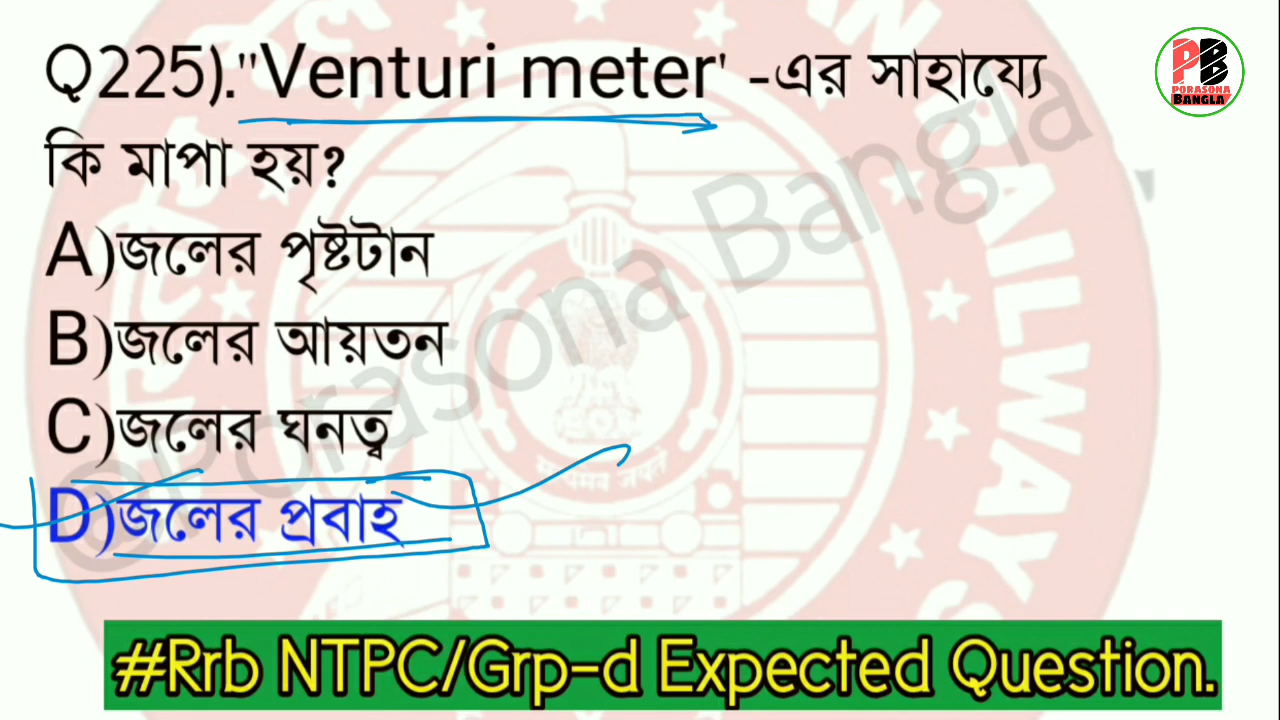 Q225)."Venturi meter' -এর সাহায্যে
কি মাপা হয়?
A)জলের পৃষ্টটান
B)জলের আয়তন
C)জলের ঘনত্ব
D)জলের প্রবাহ
#Rrb NTPC/Grp-d Expected Question.
PB
PORASONA
BANGLA
@Porasona Bangla